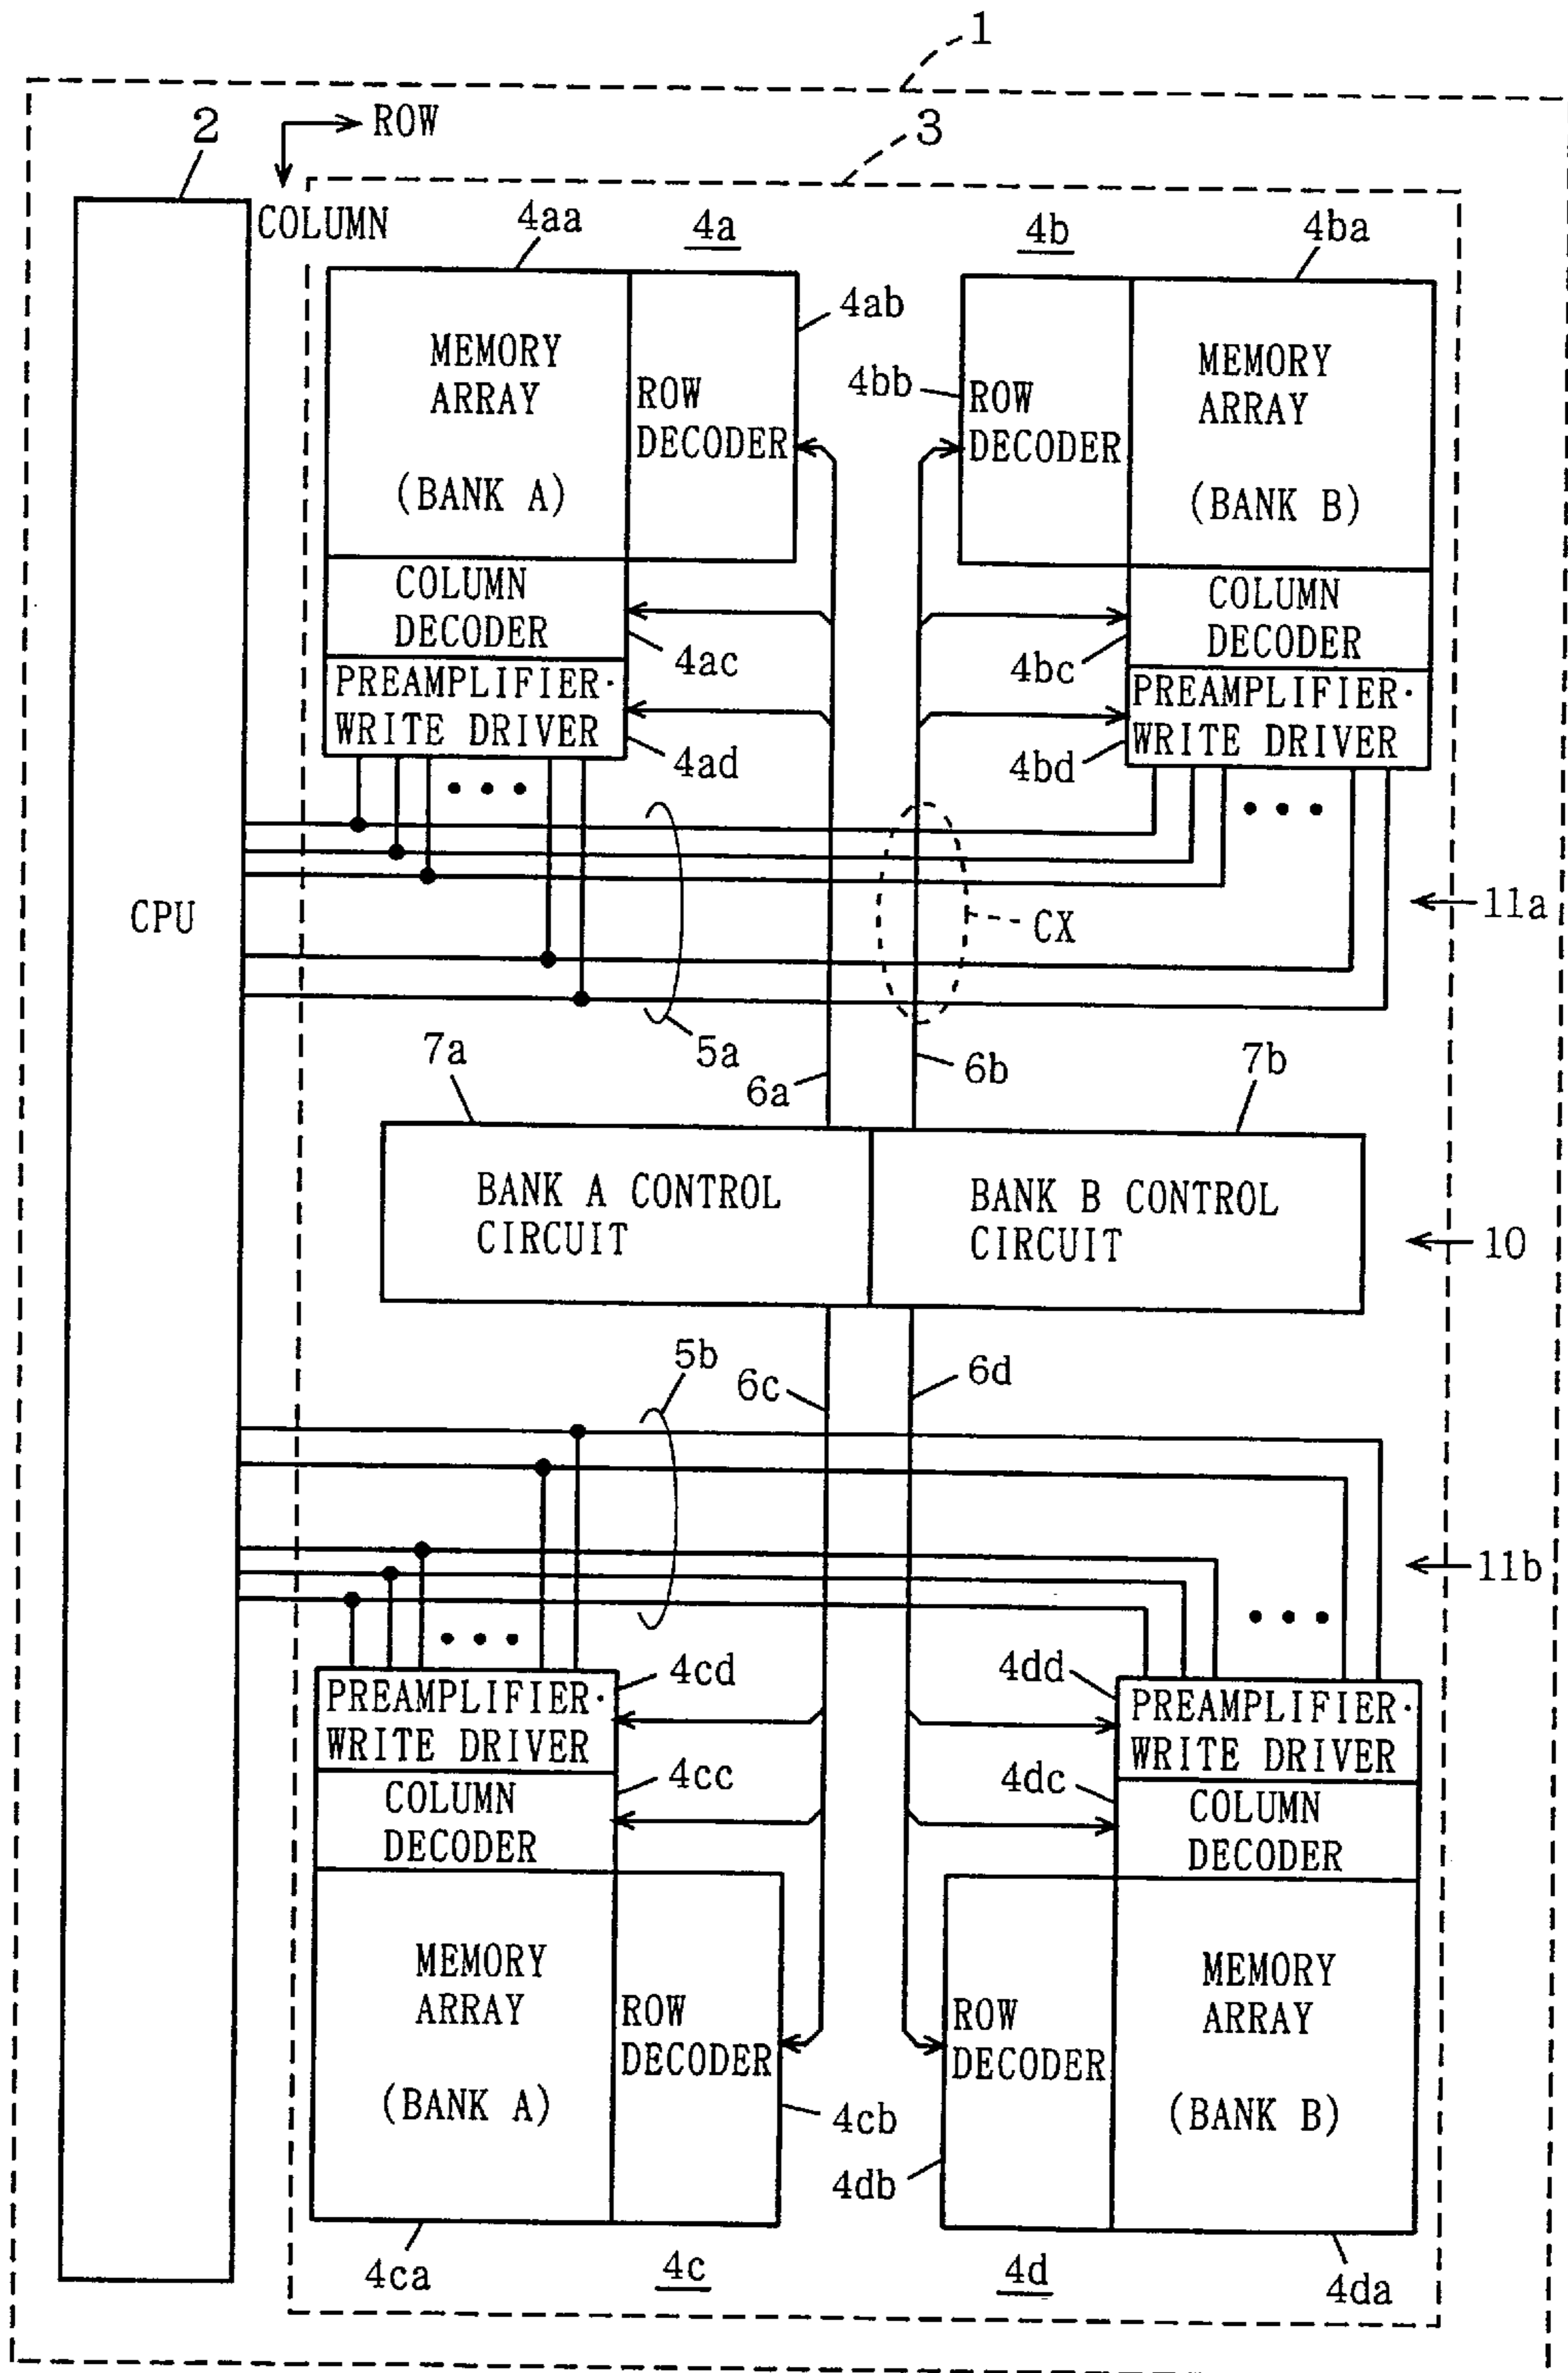 1
2
ROW
3
COLUMN
4aa
4a
4b
4ba
4ab
MEMORY
ARRAY
(BANK A)
ROW
DECODER
4bb
ROW
DECODER
MEMORY
ARRAY
(BANK B)
COLUMN
DECODER
4ac
4bc
COLUMN
DECODER
PREAMPLIFIER·
WRITE DRIVER
4ad
4bd
PREAMPLIFIER·
WRITE DRIVER
CPU
CX
11a
5a
7a
6a
6b
7b
BANK A CONTROL
CIRCUIT
BANK B CONTROL
CIRCUIT
10
5b
6c
6d
11b
4cd
4dd
PREAMPLIFIER·
WRITE DRIVER
PREAMPLIFIER·
WRITE DRIVER
4cc
4dc
COLUMN
DECODER
COLUMN
DECODER
MEMORY
ARRAY
(BANK A)
ROW
DECODER
ROW
DECODER
MEMORY
ARRAY
(BANK B)
4cb
4db
4ca
4c
4d
4da